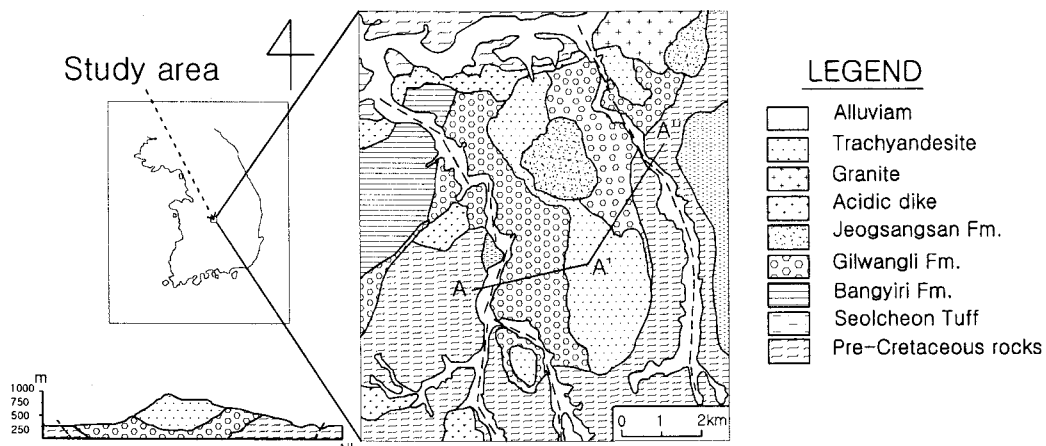 Study area
4
A"
A'
A
m
1000
750
500
250
0 1 2km
LEGEND
Alluviam
Trachyandesite
Granite
Acidic dike
Jeogsangsan Fm.
Gilwangli Fm.
Bangyiri Fm.
Seolcheon Tuff
Pre-Cretaceous rocks